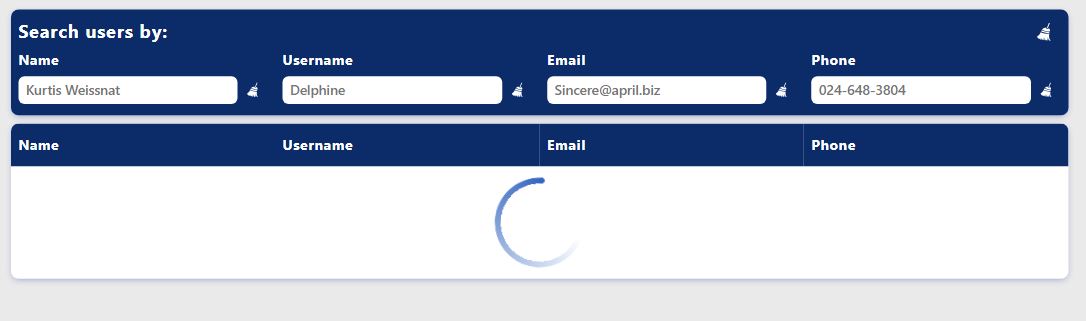 Search users by:
Name Username Email Phone
Kurtis Weissnat Delphine Sincere@april.biz 024-648-3804
Name Username Email Phone